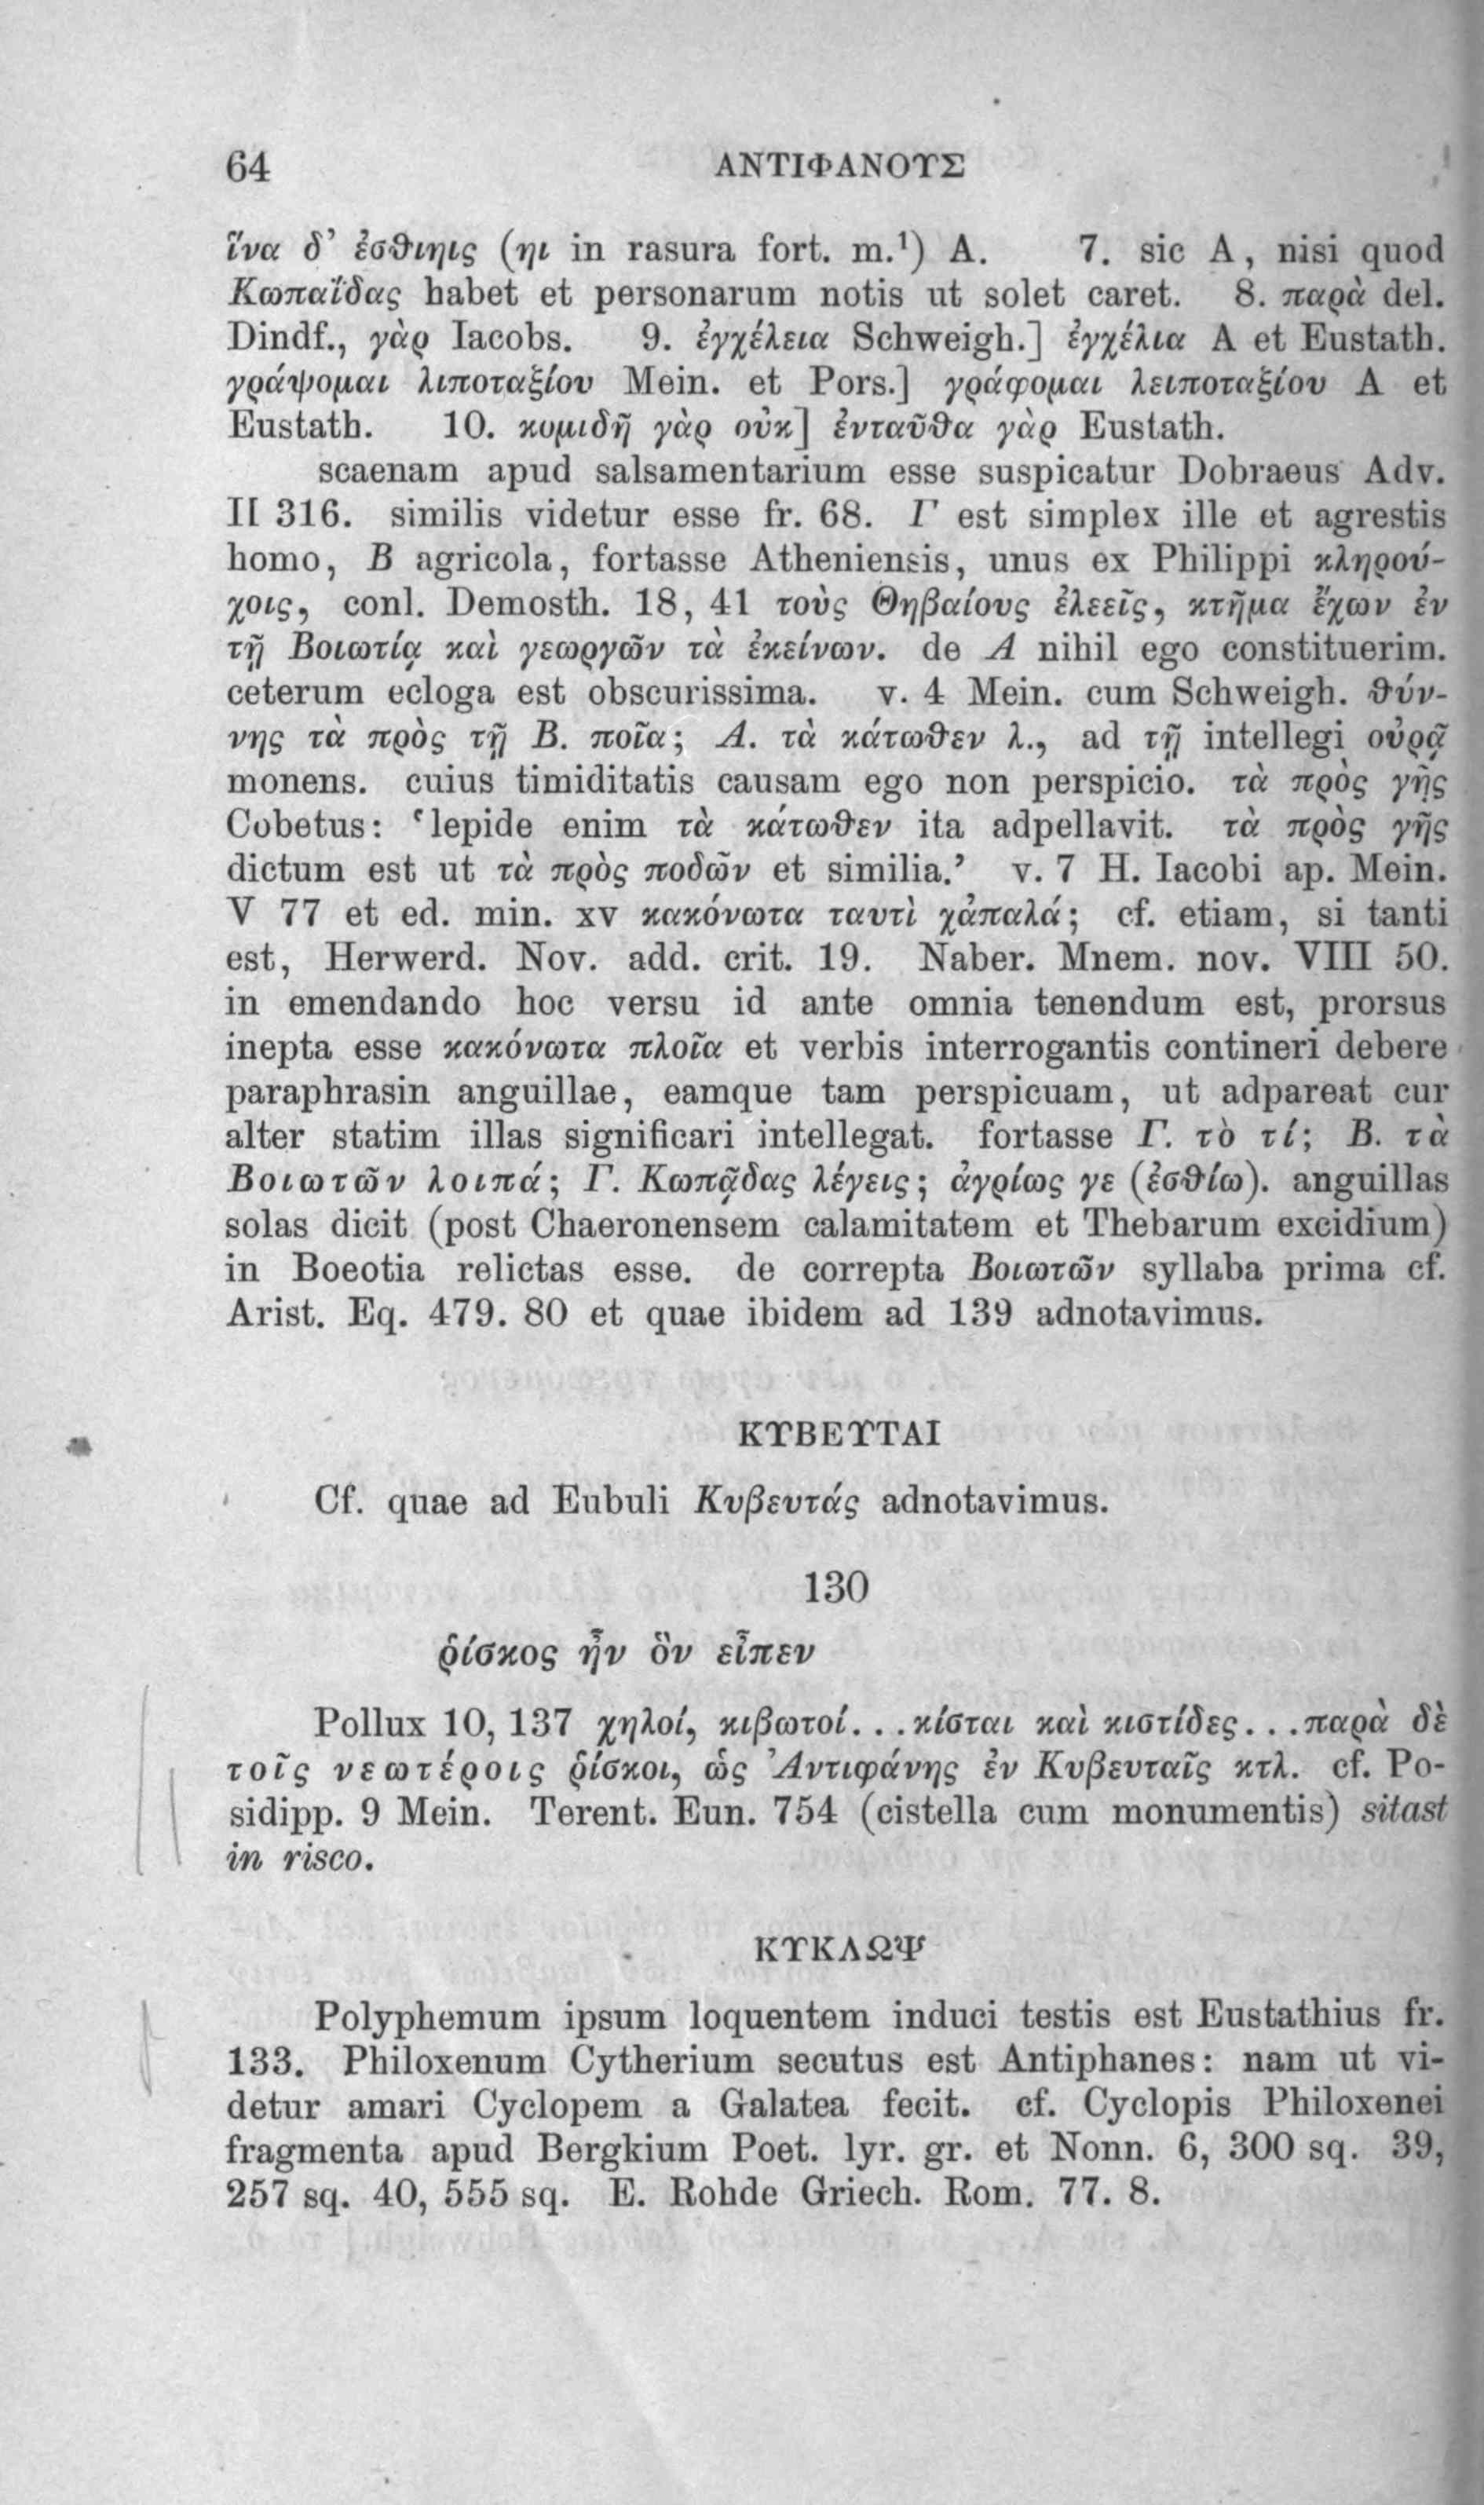 64
ΑΝΤΙΦΑΝΟΥΣ
ἵνα δ’ ἐσθιηις (ηι in rasura fort. m.¹) A. 7. sic A, nisi quod
Κωπαΐδας habet et personarum notis ut solet caret. 8. παρὰ del.
Dindf., γὰρ Iacobs. 9. ἐγχέλεια Schweigh.] ἐγχέλια A et Eustath.
γράψομαι λιποταξίου Mein. et Pors.] γράφομαι λειποταξίου A et
Eustath. 10. κομιδῇ γὰρ οὐκ] ἐνταῦθα γὰρ Eustath.
scaenam apud salsamentarium esse suspicatur Dobraeus Adv.
II 316. similis videtur esse fr. 68. Γ est simplex ille et agrestis
homo, B agricola, fortasse Atheniensis, unus ex Philippi κληρού-
χοις, conl. Demosth. 18, 41 τοὺς Θηβαίους ἐλεεῖς, κτῆμα ἔχων ἐν
τῇ Βοιωτίᾳ καὶ γεωργῶν τὰ ἐκείνων. de A nihil ego constituerim.
ceterum ecloga est obscurissima. v. 4 Mein. cum Schweigh. θύν-
νης τὰ πρὸς τῇ B. ποῖα; A. τὰ κάτωθεν λ., ad τῇ intellegi οὐρᾷ
monens. cuius timiditatis causam ego non perspicio. τὰ πρὸς γῆς
Cobetus: ‘lepide enim τὰ κάτωθεν ita adpellavit. τὰ πρὸς γῆς
dictum est ut τὰ πρὸς ποδῶν et similia.’ v. 7 H. Iacobi ap. Mein.
V 77 et ed. min. xv κακόνωτα ταυτὶ χἀπαλά; cf. etiam, si tanti
est, Herwerd. Nov. add. crit. 19. Naber. Mnem. nov. VIII 50.
in emendando hoc versu id ante omnia tenendum est, prorsus
inepta esse κακόνωτα πλοῖα et verbis interrogantis contineri debere
paraphrasin anguillae, eamque tam perspicuam, ut adpareat cur
alter statim illas significari intellegat. fortasse Γ. τὸ τί; B. τὰ
Βοιωτῶν λοιπά; Γ. Κωπᾷδας λέγεις; ἀγρίως γε (ἐσθίω). anguillas
solas dicit (post Chaeronensem calamitatem et Thebarum excidium)
in Boeotia relictas esse. de correpta Βοιωτῶν syllaba prima cf.
Arist. Eq. 479. 80 et quae ibidem ad 139 adnotavimus.
ΚΥΒΕΥΤΑΙ
Cf. quae ad Eubuli Κυβευτάς adnotavimus.
130
ῥίσκος ἦν ὃν εἶπεν
Pollux 10, 137 χηλοί, κιβωτοί...κίσται καὶ κιστίδες...παρὰ δὲ
τοῖς νεωτέροις ῥίσκοι, ὡς Ἀντιφάνης ἐν Κυβευταῖς κτλ. cf. Po-
sidipp. 9 Mein. Terent. Eun. 754 (cistella cum monumentis) sitast
in risco.
ΚΥΚΛΩΨ
Polyphemum ipsum loquentem induci testis est Eustathius fr.
133. Philoxenum Cytherium secutus est Antiphanes: nam ut vi-
detur amari Cyclopem a Galatea fecit. cf. Cyclopis Philoxenei
fragmenta apud Bergkium Poet. lyr. gr. et Nonn. 6, 300 sq. 39,
257 sq. 40, 555 sq. E. Rohde Griech. Rom. 77. 8.